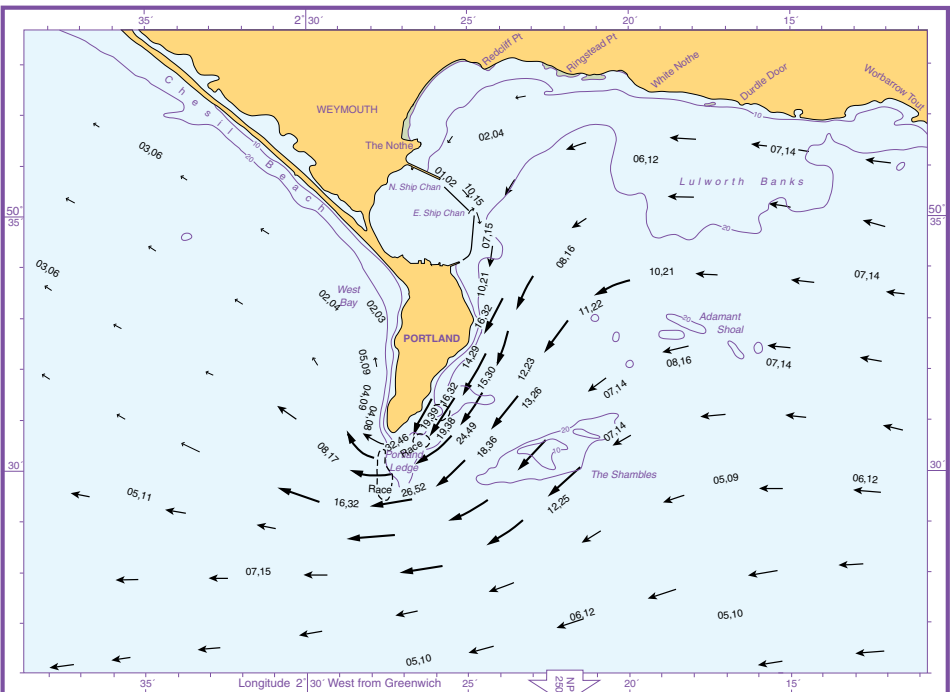 35´
2° 30´
25´
20´
15´
Redcliff Pt
Ringstead Pt
White Nothe
Durdle Door
Worbarrow Tout
Chesil Beach
WEYMOUTH
The Nothe
10
20
10
02,04
03,06
01,02
10,15
N. Ship Chan
E. Ship Chan
06,12
07,14
Lulworth Banks
20
50°
35´
50°
35´
07,15
08,16
03,06
West
Bay
02,04
02,03
10,21
10,21
07,14
11,22
16,32
PORTLAND
20
Adamant
Shoal
14,29
15,30
12,23
08,16
07,14
05,09
04,09
04,08
16,32
19,39
19,38
13,26
07,14
24,49
18,36
32,46
Race
Portland
Ledge
08,17
20
10
07,14
The Shambles
30´
30´
Race
26,52
16,32
05,11
12,25
05,09
06,12
07,15
06,12
05,10
05,10
35´
Longitude 2° 30´ West from Greenwich
25´
NP
250
20´
15´